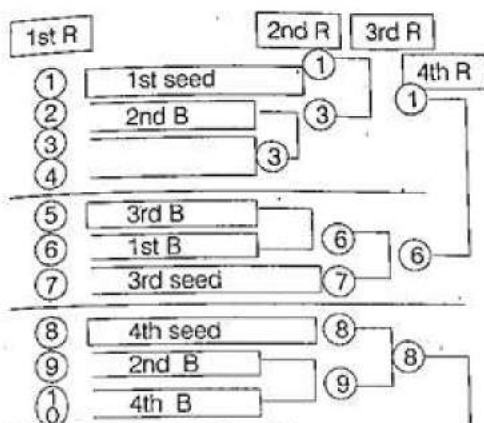 1st R 2nd R 3rd R
4th R
1 1st seed 1
1
2 2nd B 3
3
4 3
5 3rd B
6 1st B 6
6
7 3rd seed 7
8 4th seed 8
8
9 2nd B
9
10 4th B